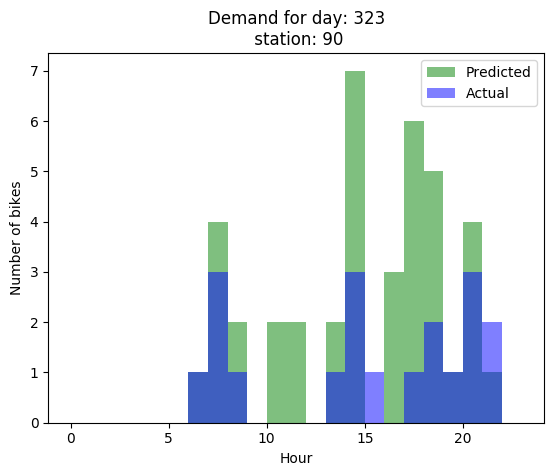 Demand for day: 323
station: 90
Predicted
Actual
7
6
5
4
3
2
1
0
Number of bikes
0 5 10 15 20
Hour